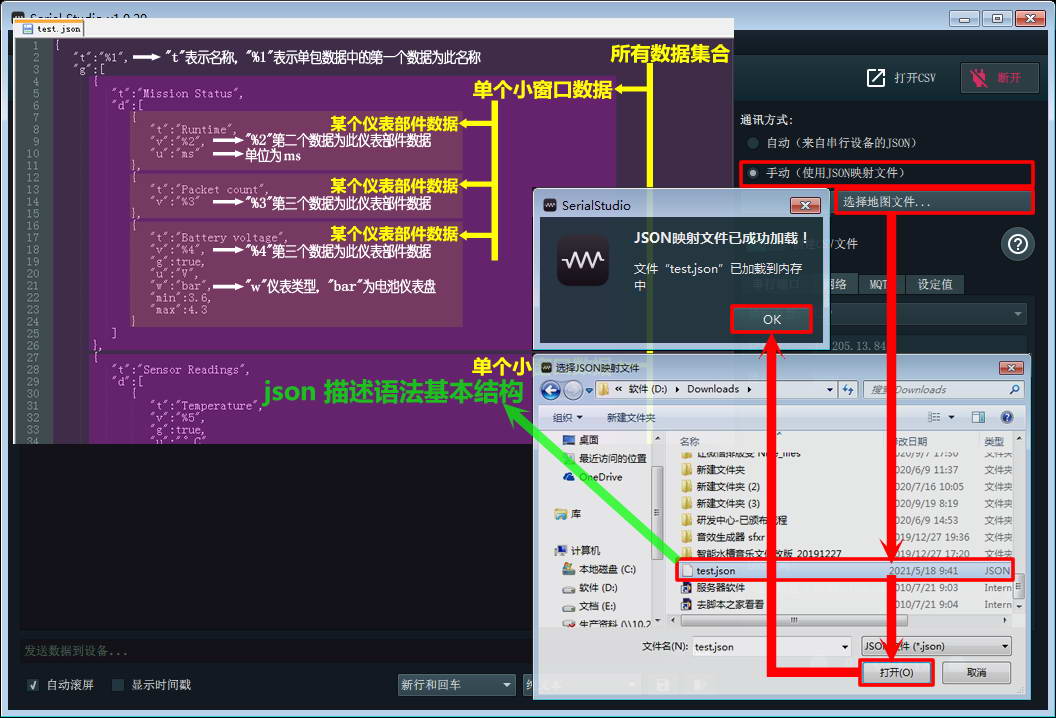 Serial Studio v1.0.20
test.json
1 {
2 "t":"%1", "t"表示名称，"%1"表示单包数据中的第一个数据为此名称
3 "g":[
所有数据集合
4 {
5 "t":"Mission Status",
单个小窗口数据
6 "d":[
7 {
8 "t":"Runtime",
某个仪表部件数据
9 "v":"%2", "%2"第二个数据为此仪表部件数据
10 "u":"ms" 单位为ms
11 },
12 {
13 "t":"Packet count",
某个仪表部件数据
14 "v":"%3" "%3"第三个数据为此仪表部件数据
15 },
16 {
17 "t":"Battery voltage",
某个仪表部件数据
18 "v":"%4", "%4"第三个数据为此仪表部件数据
19 "g":true,
20 "u":"V",
21 "w":"bar", "w"仪表类型，"bar"为电池仪表盘
22 "min":3.6,
23 "max":4.3
24 }
25 ]
26 },
27 {
28 "t":"Sensor Readings",
单个小
29 "d":[
30 {
31 "t":"Temperature",
32 "v":"%5",
33 "g":true,
34
json 描述语法基本结构
打开CSV
断开
通讯方式:
自动（来自串行设备的JSON）
手动（使用JSON映射文件）
选择地图文件...
文件
网络
MQT
设定值
205.13.84
SerialStudio
JSON映射文件已成功加载！
文件“test.json”已加载到内存
中
OK
选择JSON映射文件
« 软件 (D:) Downloads
搜索 Downloads
组织 新建文件夹
桌面
最近访问的位置
OneDrive
库
计算机
本地磁盘 (C:)
软件 (D:)
文档 (E:)
生产资料 (\\10.2
名称 修改日期 类型
2020/9/7 17:50 文件夹
新建文件夹 2020/6/9 11:37 文件夹
新建文件夹 (2) 2020/7/16 10:05 文件夹
新建文件夹 (3) 2020/9/19 8:19 文件夹
研发中心-已颁布流程 2020/6/9 14:53 文件夹
音效生成器 sfxr 2019/12/27 19:36 文件夹
智能水槽音乐文件改版_20191227 2019/12/27 17:20 文件夹
test.json 2021/5/18 9:41 JSON
服务器软件 2010/7/21 9:03 Intern
去脚本之家看看 2010/7/21 9:04 Intern
文件名(N): test.json JSON文件 (*.json)
打开(O) 取消
发送数据到设备...
自动滚屏 显示时间戳 新行和回车